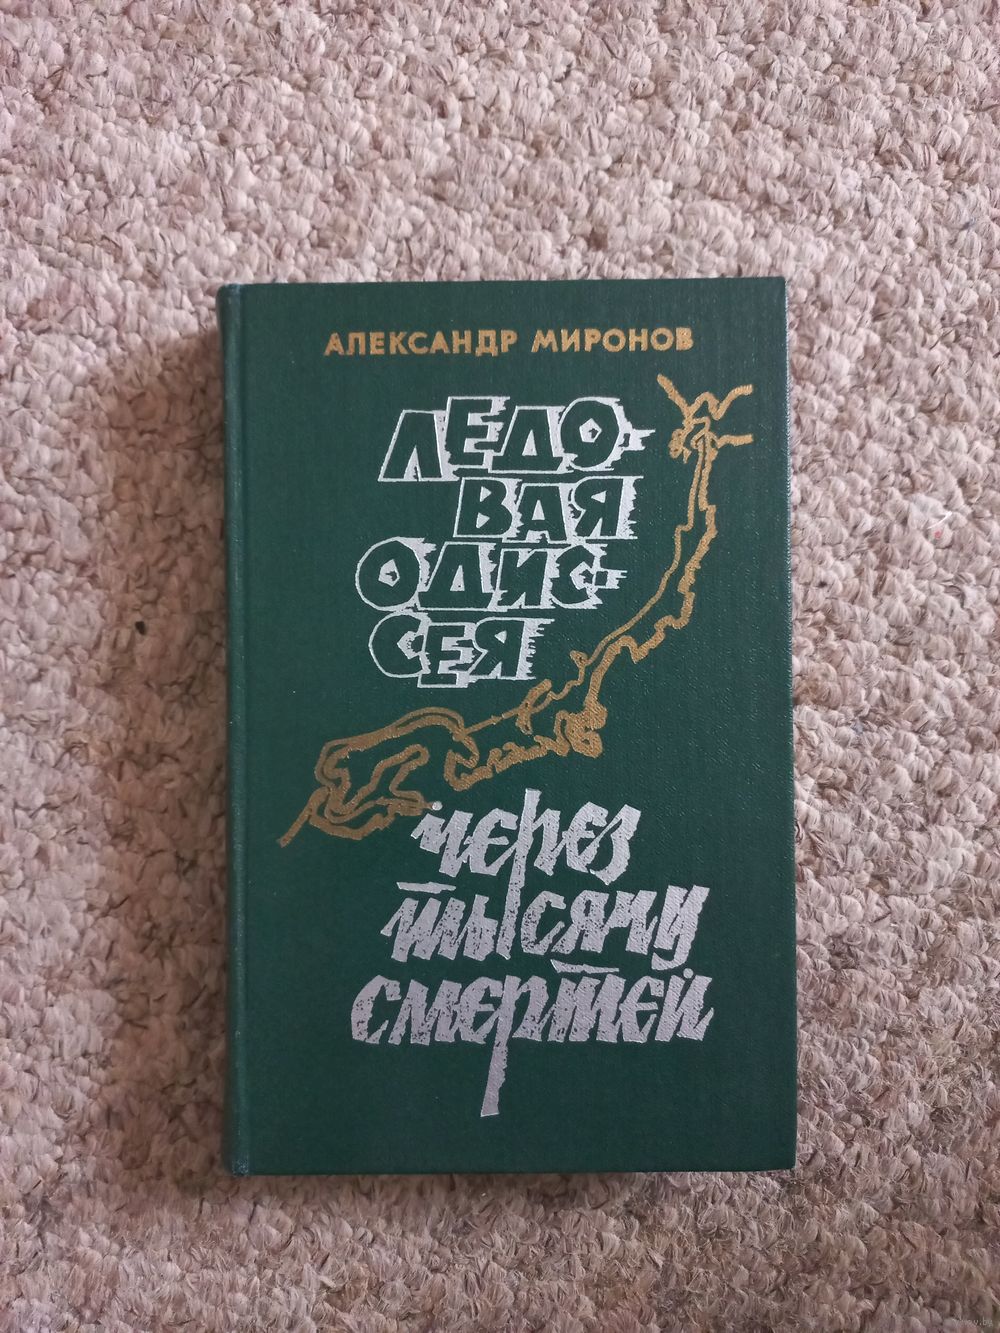 АЛЕКСАНДР МИРОНОВ
ЛЕДО-
ВАЯ
ОДИС-
СЕЯ
через
тысячу
смертей